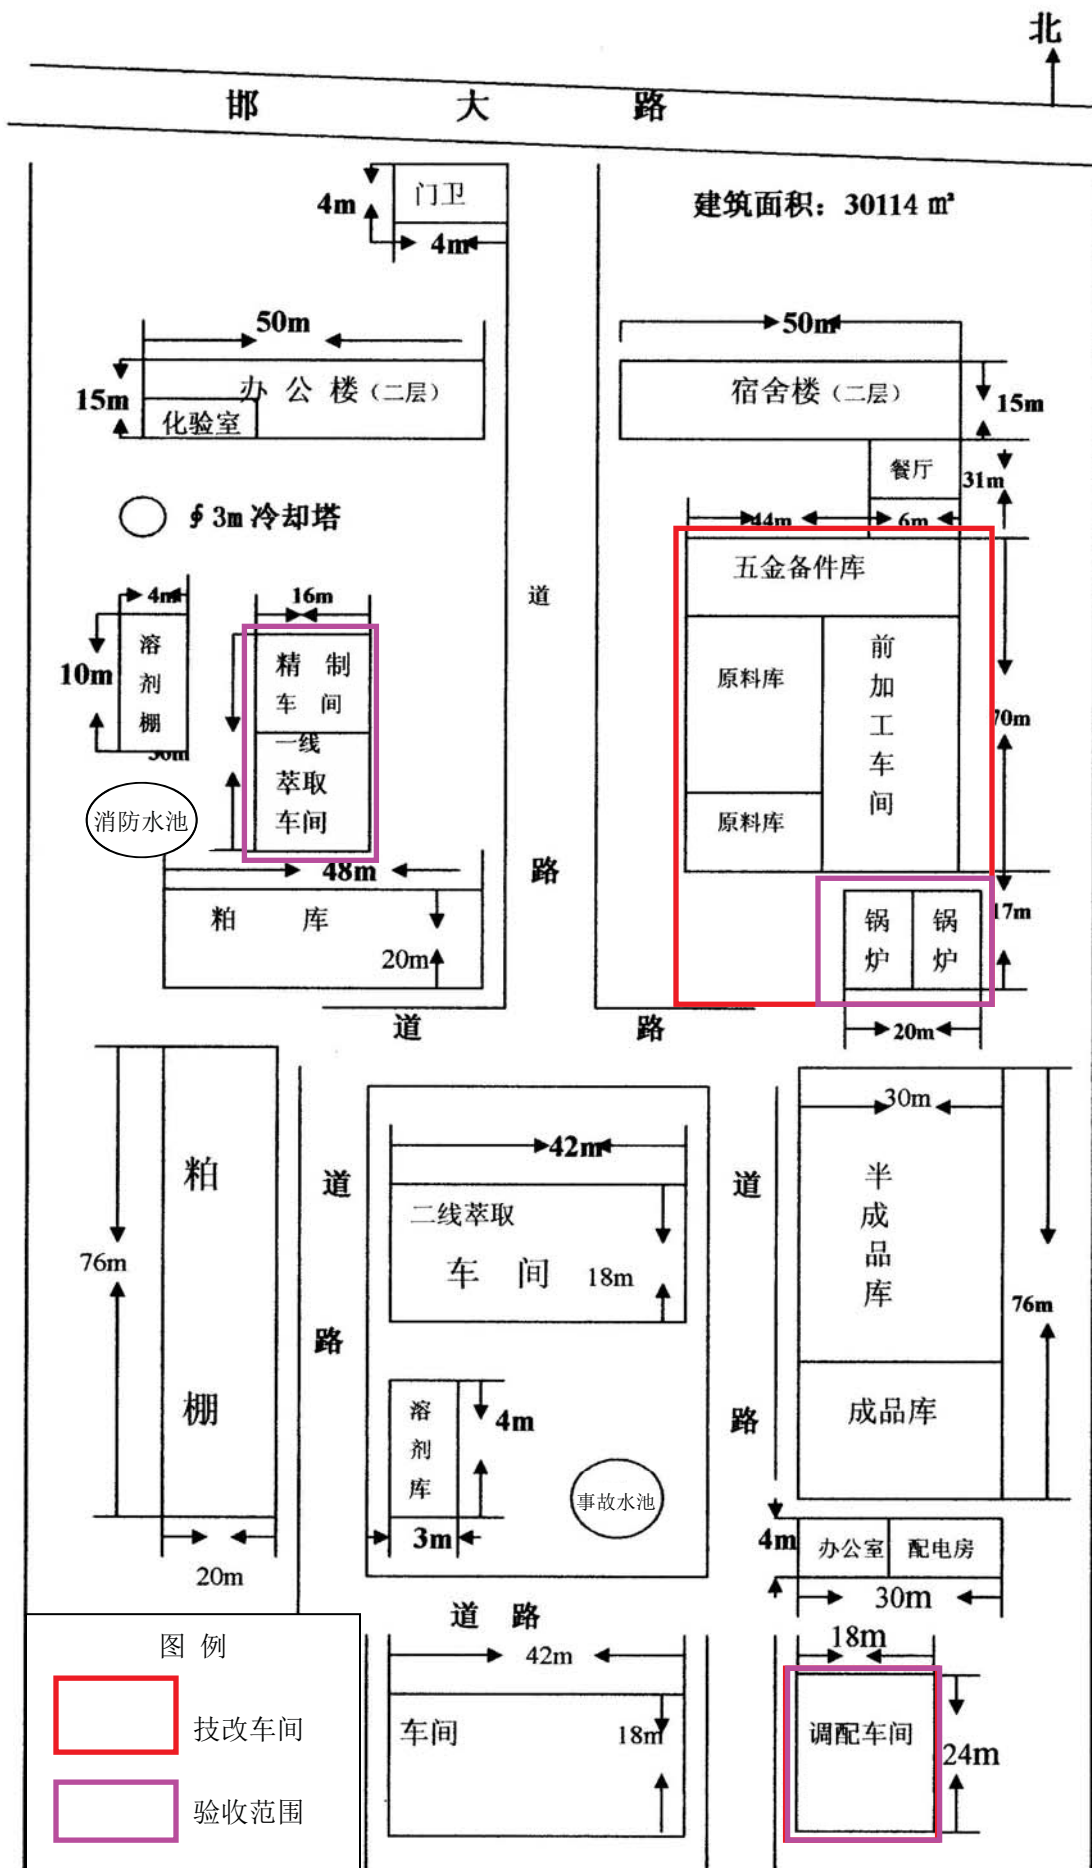 北
邯 大 路
门卫
4m
4m
建筑面积：30114 ㎡
50m
办 公 楼（二层）
15m
化验室
50m
宿舍楼（二层）
15m
餐厅
31m
44m
6m
∮3m 冷却塔
五金备件库
原料库
前加工车间
70m
原料库
4m
溶剂棚
10m
16m
精 制
车 间
一线
萃取
车间
消防水池
道
路
48m
粕 库
20m
锅炉
锅炉
17m
20m
道 路
粕棚
76m
20m
道
路
42m
二线萃取
车 间
18m
溶剂库
4m
3m
事故水池
道
路
30m
半成品库
76m
成品库
4m
办公室
配电房
30m
道 路
42m
车间
18m
18m
调配车间
24m
图 例
技改车间
验收范围